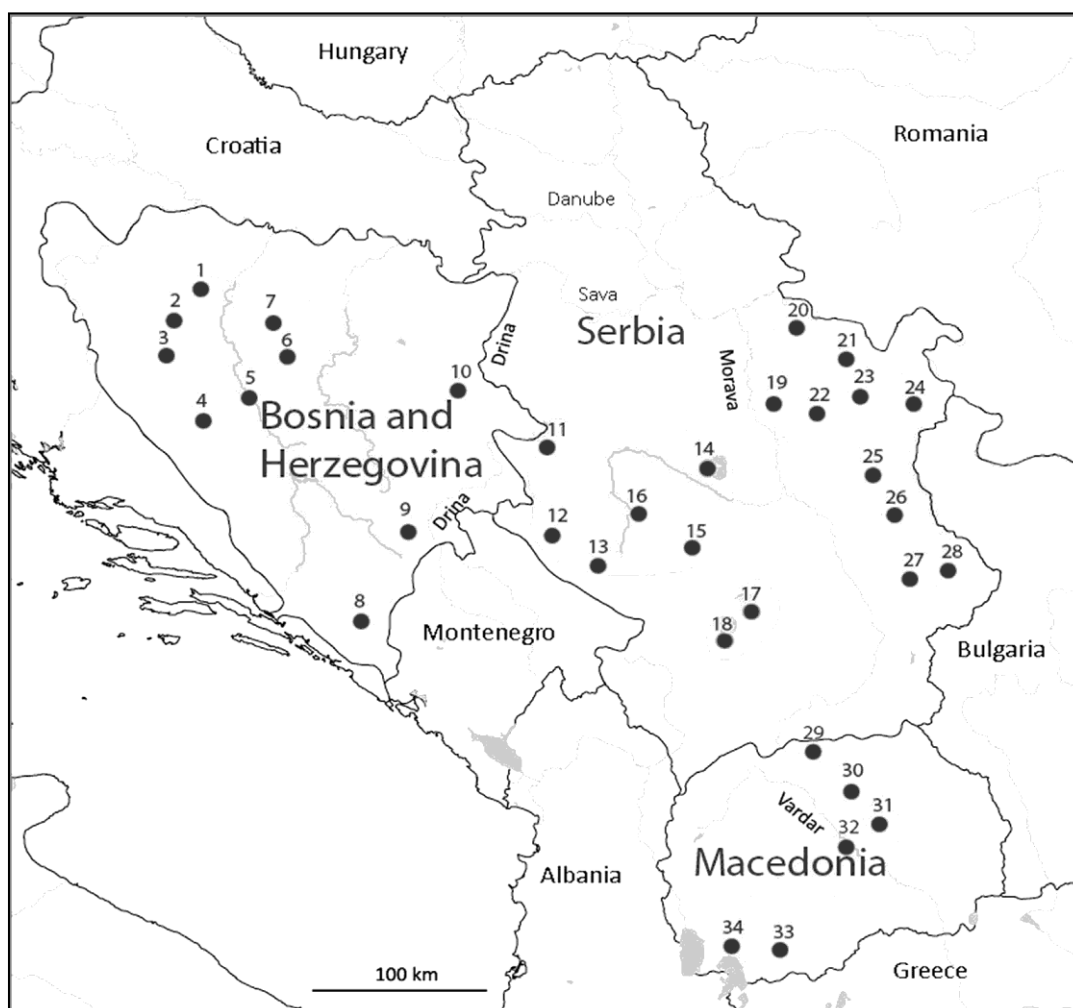 Hungary
Croatia
Romania
Danube
Sava
Serbia
Drina
Morava
1
2
3
7
6
5
4
Bosnia and
Herzegovina
10
11
20
21
19
22
23
24
14
16
15
12
13
9
Drina
8
25
26
27
28
17
18
Montenegro
Bulgaria
29
30
31
Vardar
32
Macedonia
Albania
34
33
Greece
100 km